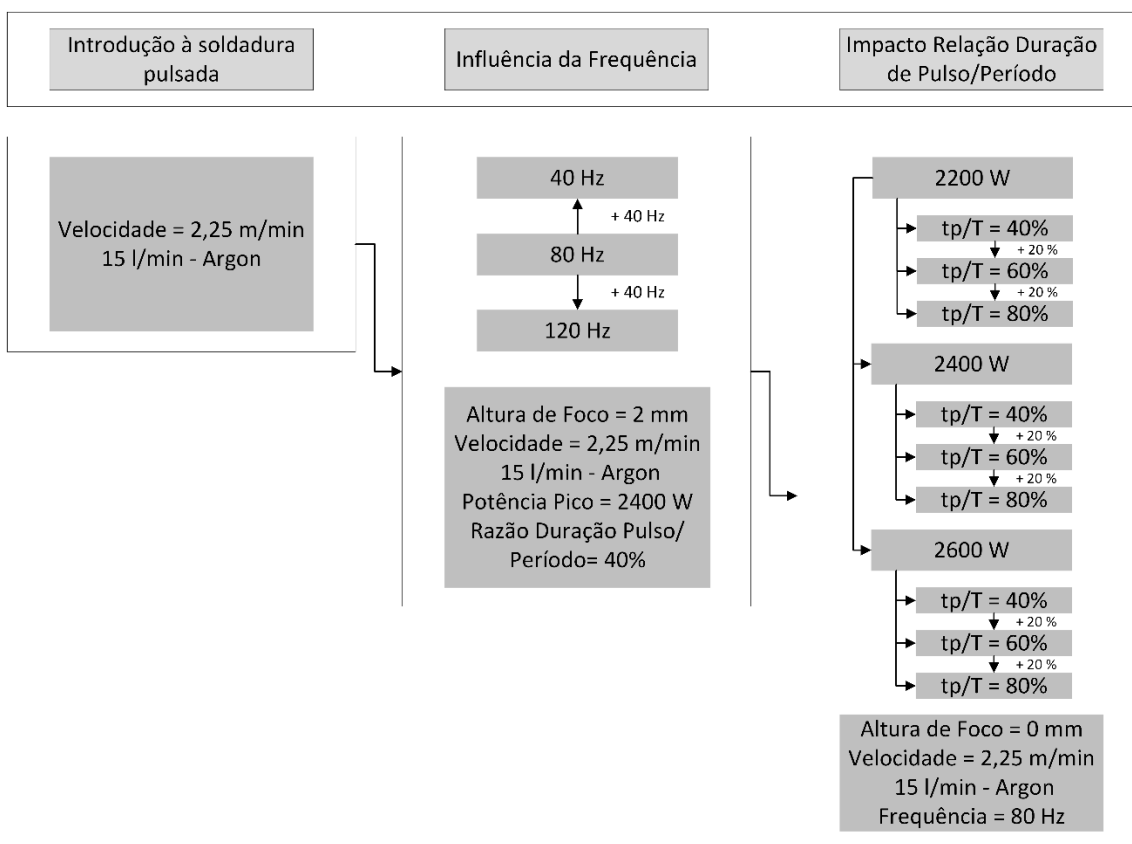 Introdução à soldadura
pulsada
Influência da Frequência
Impacto Relação Duração
de Pulso/Período
Velocidade = 2,25 m/min
15 l/min - Argon
40 Hz
+ 40 Hz
80 Hz
+ 40 Hz
120 Hz
Altura de Foco = 2 mm
Velocidade = 2,25 m/min
15 l/min - Argon
Potência Pico = 2400 W
Razão Duração Pulso/
Período= 40%
2200 W
tp/T = 40%
+ 20 %
tp/T = 60%
+ 20 %
tp/T = 80%
2400 W
tp/T = 40%
+ 20 %
tp/T = 60%
+ 20 %
tp/T = 80%
2600 W
tp/T = 40%
+ 20 %
tp/T = 60%
+ 20 %
tp/T = 80%
Altura de Foco = 0 mm
Velocidade = 2,25 m/min
15 l/min - Argon
Frequência = 80 Hz